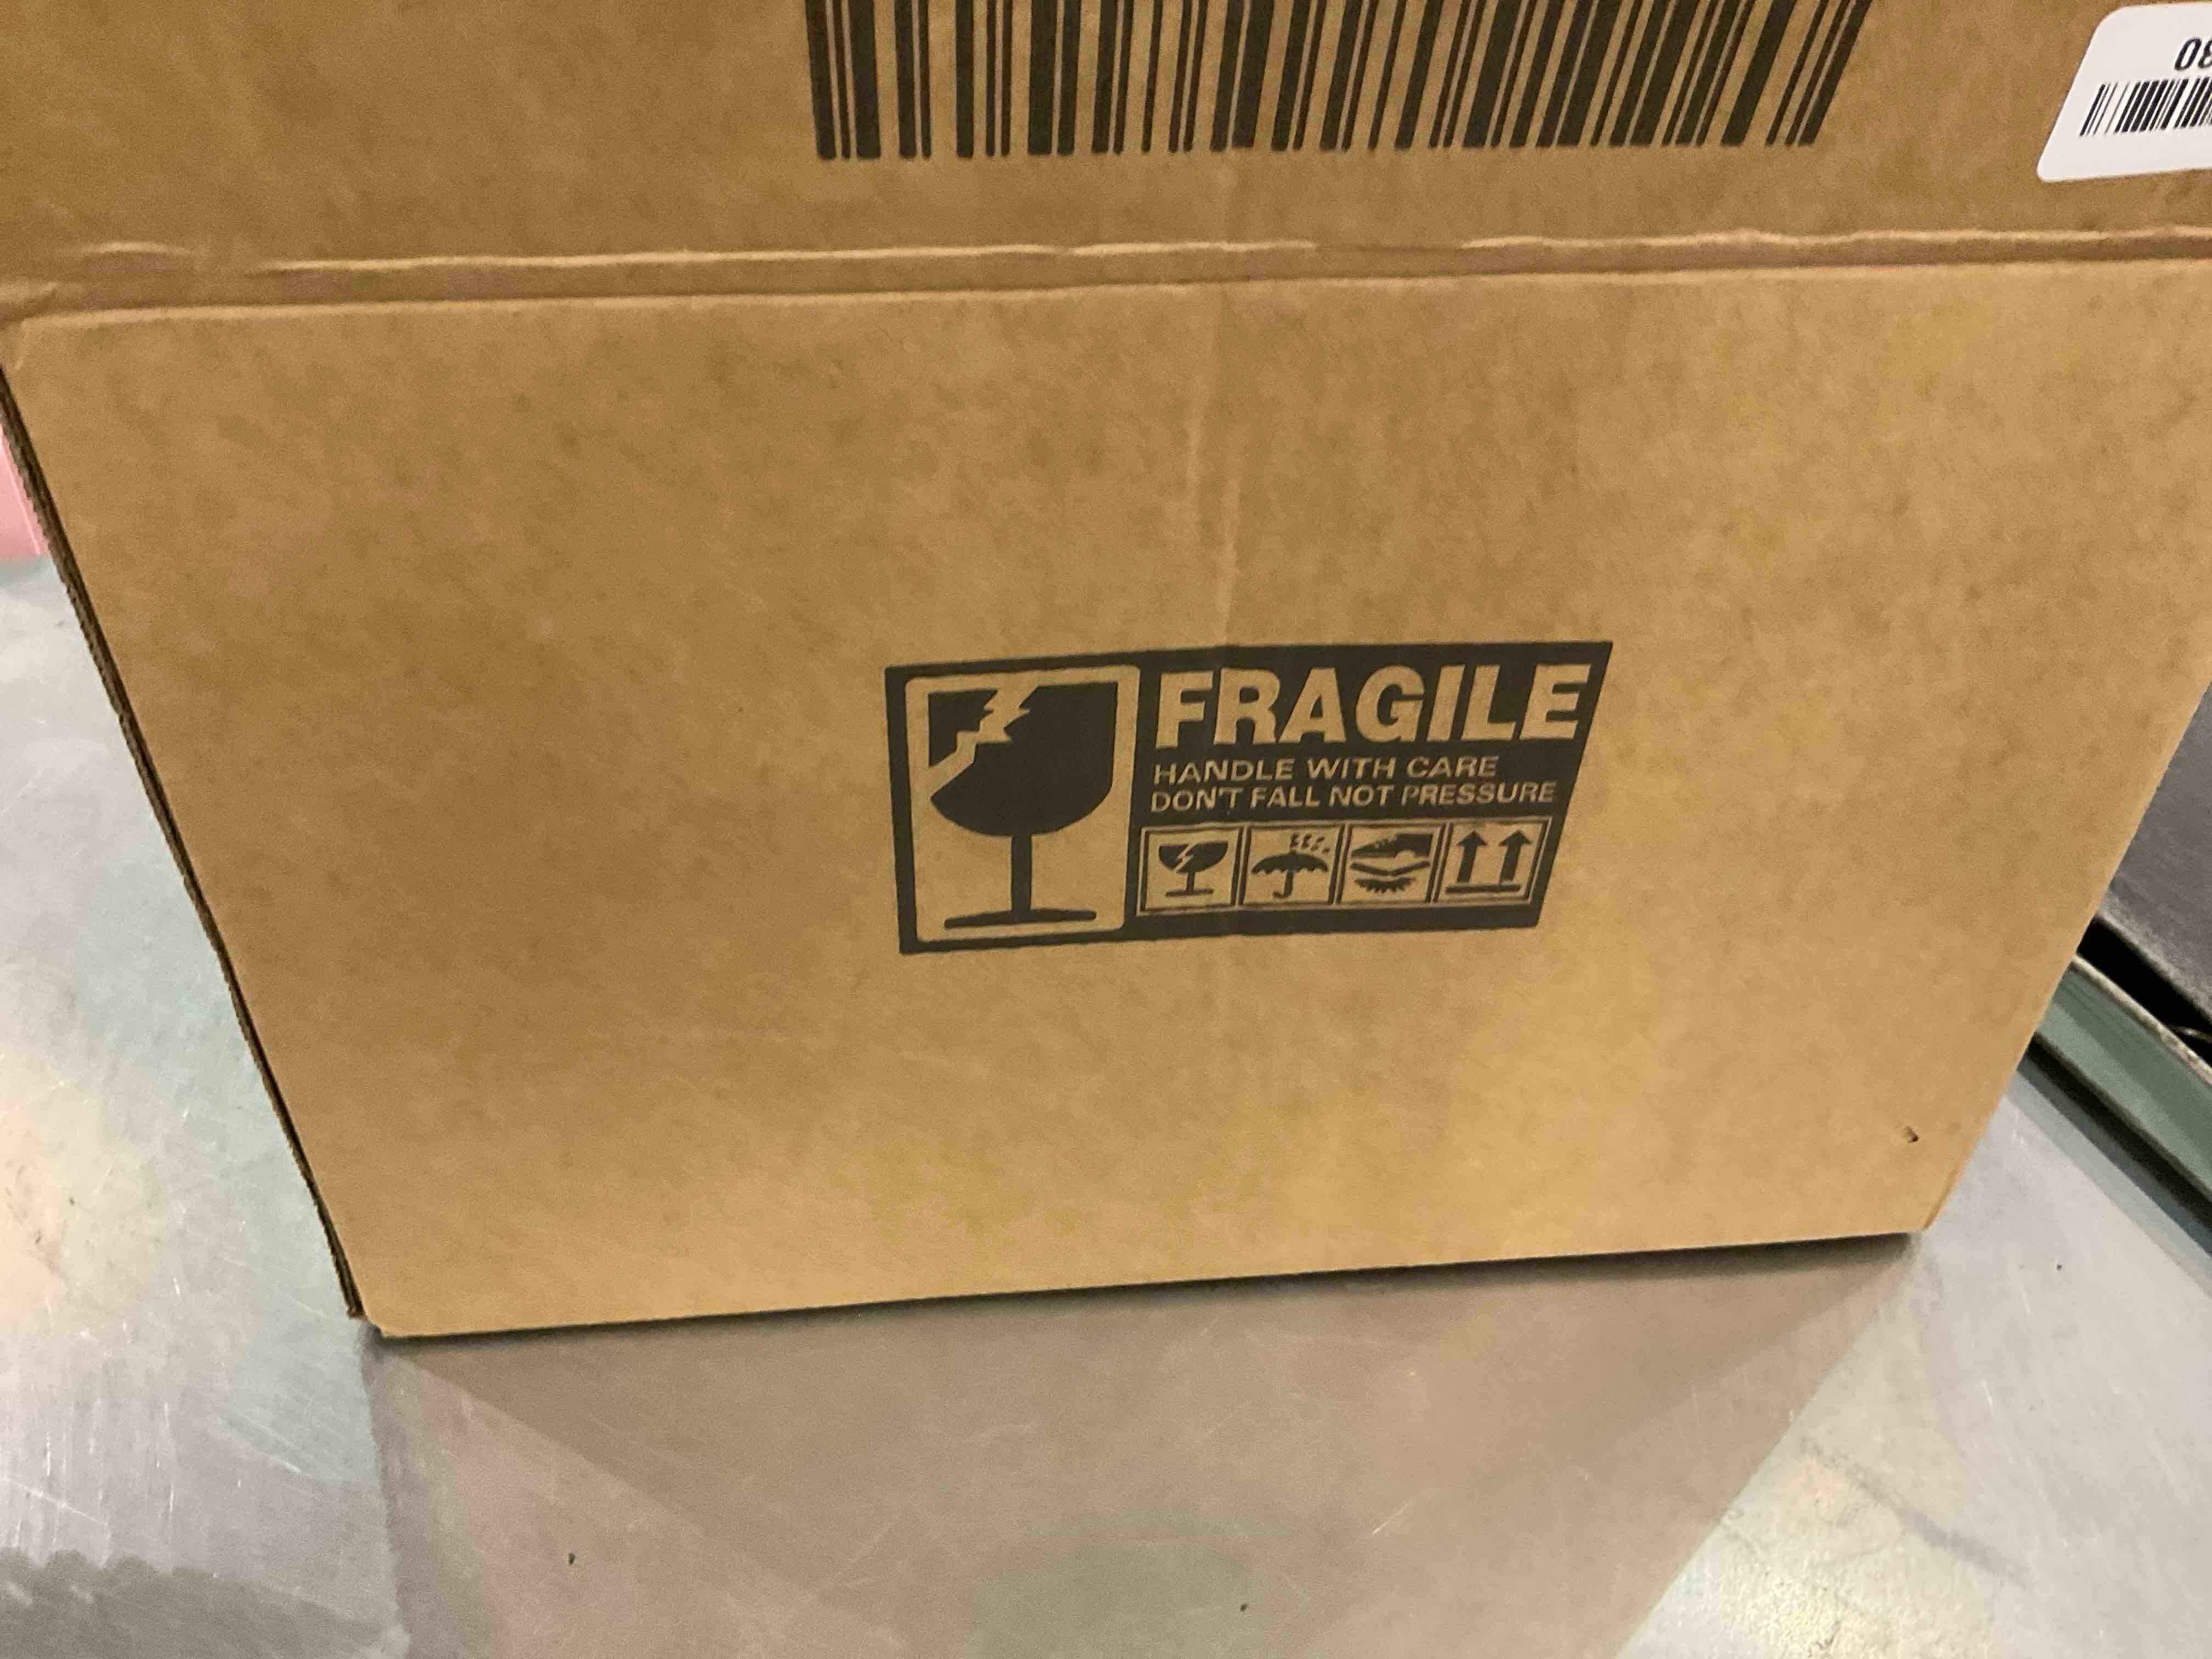 FRAGILE
HANDLE WITH CARE
DON'T FALL NOT PRESSURE